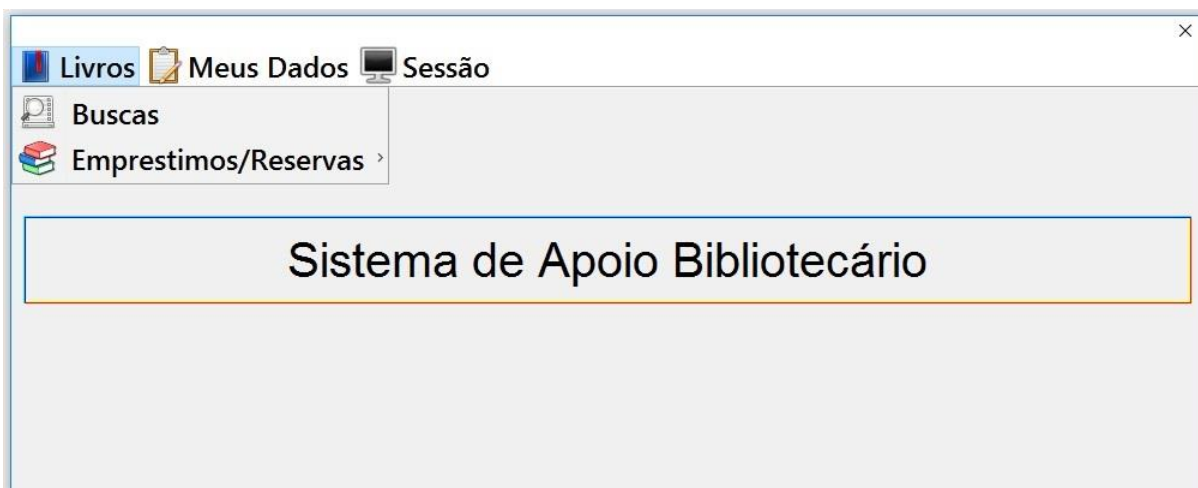 Livros Meus Dados Sessão
Buscas
Emprestimos/Reservas
Sistema de Apoio Bibliotecário